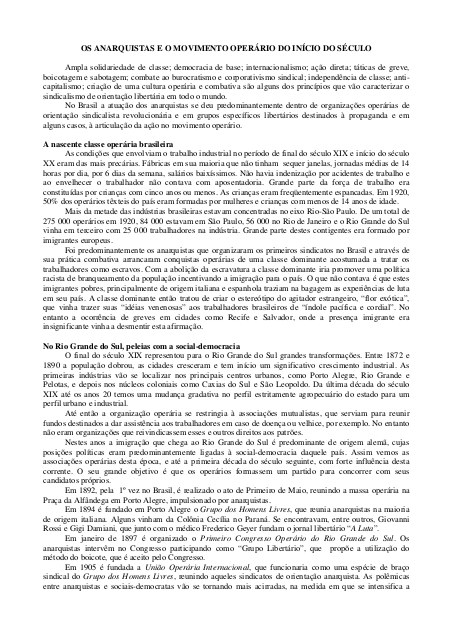 OS ANARQUISTAS E O MOVIMENTO OPERÁRIO DO INÍCIO DO SÉCULO
Ampla solidariedade de classe; democracia de base; internacionalismo; ação direta; táticas de greve,
boicotagem e sabotagem; combate ao burocratismo e corporativismo sindical; independência de classe; anti-
capitalismo; criação de uma cultura operária e combativa são alguns dos princípios que vão caracterizar o
sindicalismo de orientação libertária em todo o mundo.
No Brasil a atuação dos anarquistas se deu predominantemente dentro de organizações operárias de
orientação sindicalista revolucionária e em grupos específicos libertários destinados à propaganda e em
alguns casos, à articulação da ação no movimento operário.
A nascente classe operária brasileira
As condições que envolviam o trabalho industrial no período de final do século XIX e início do século
XX eram das mais precárias. Fábricas em sua maioria que não tinham sequer janelas, jornadas médias de 14
horas por dia, por 6 dias da semana, salários baixíssimos. Não havia indenização por acidentes de trabalho e
ao envelhecer o trabalhador não contava com aposentadoria. Grande parte da força de trabalho era
constituídas por crianças com cinco anos ou menos. As crianças eram freqüentemente espancadas. Em 1920,
50% dos operários têxteis do país eram formadas por mulheres e crianças com menos de 14 anos de idade.
Mais da metade das indústrias brasileiras estavam concentradas no eixo Rio-São Paulo. De um total de
275 000 operários em 1920, 84 000 estavam em São Paulo, 56 000 no Rio de Janeiro e o Rio Grande do Sul
vinha em terceiro com 25 000 trabalhadores na indústria. Grande parte destes contigentes era formado por
imigrantes europeus.
Foi predominantemente os anarquistas que organizaram os primeiros sindicatos no Brasil e através de
sua prática combativa arrancaram conquistas operárias de uma classe dominante acostumada a tratar os
trabalhadores como escravos. Com a abolição da escravatura a classe dominante iria promover uma política
racista de branqueamento da população incentivando a imigração para o país. O que não contava é que estes
imigrantes pobres, principalmente de origem italiana e espanhola traziam na bagagem as experiências de luta
em seu país. A classe dominante então tratou de criar o estereótipo do agitador estrangeiro, “flor exótica”,
que vinha trazer suas “idéias venenosas” aos trabalhadores brasileiros de “índole pacífica e cordial”. No
entanto a ocorrência de greves em cidades como Recife e Salvador, onde a presença imigrante era
insignificante vinha a desmentir esta afirmação.
No Rio Grande do Sul, peleias com a social-democracia
O final do século XIX representou para o Rio Grande do Sul grandes transformações. Entre 1872 e
1890 a população dobrou, as cidades cresceram e tem início um significativo crescimento industrial. As
primeiras indústrias vão se localizar nos principais centros urbanos, como Porto Alegre, Rio Grande e
Pelotas, e depois nos núcleos coloniais como Caxias do Sul e São Leopoldo. Da última década do século
XIX até os anos 20 temos uma mudança gradativa no perfil estritamente agropecuário do estado para um
perfil urbano e industrial.
Até então a organização operária se restringia à associações mutualistas, que serviam para reunir
fundos destinados a dar assistência aos trabalhadores em caso de doença ou velhice, por exemplo. No entanto
não eram organizações que reivindicassem esses e outros direitos aos patrões.
Nestes anos a imigração que chega ao Rio Grande do Sul é predominante de origem alemã, cujas
posições políticas eram predominantemente ligadas à social-democracia daquele país. Assim vemos as
associações operárias desta época, e até a primeira década do século seguinte, com forte influência desta
corrente. O seu grande objetivo é que os operários formassem um partido para concorrer com seus
candidatos próprios.
Em 1892, pela 1º vez no Brasil, é realizado o ato de Primeiro de Maio, reunindo a massa operária na
Praça da Alfândega em Porto Alegre, impulsionado por anarquistas.
Em 1894 é fundado em Porto Alegre o Grupo dos Homens Livres, que reunia anarquistas na maioria
de origem italiana. Alguns vinham da Colônia Cecília no Paraná. Se encontravam, entre outros, Giovanni
Rossi e Gigi Damiani, que junto com o médico Frederico Geyer fundam o jornal libertário “A Luta”.
Em janeiro de 1897 é organizado o Primeiro Congresso Operário do Rio Grande do Sul. Os
anarquistas intervêm no Congresso participando como “Grupo Libertário”, que propõe a utilização do
método do boicote, que é aceito pelo Congresso.
Em 1905 é fundada a União Operária Internacional, que funcionaria como uma espécie de braço
sindical do Grupo dos Homens Livres, reunindo aqueles sindicatos de orientação anarquista. As polêmicas
entre anarquistas e sociais-democratas vão se tornando mais acirradas, na medida em que se intensifica a